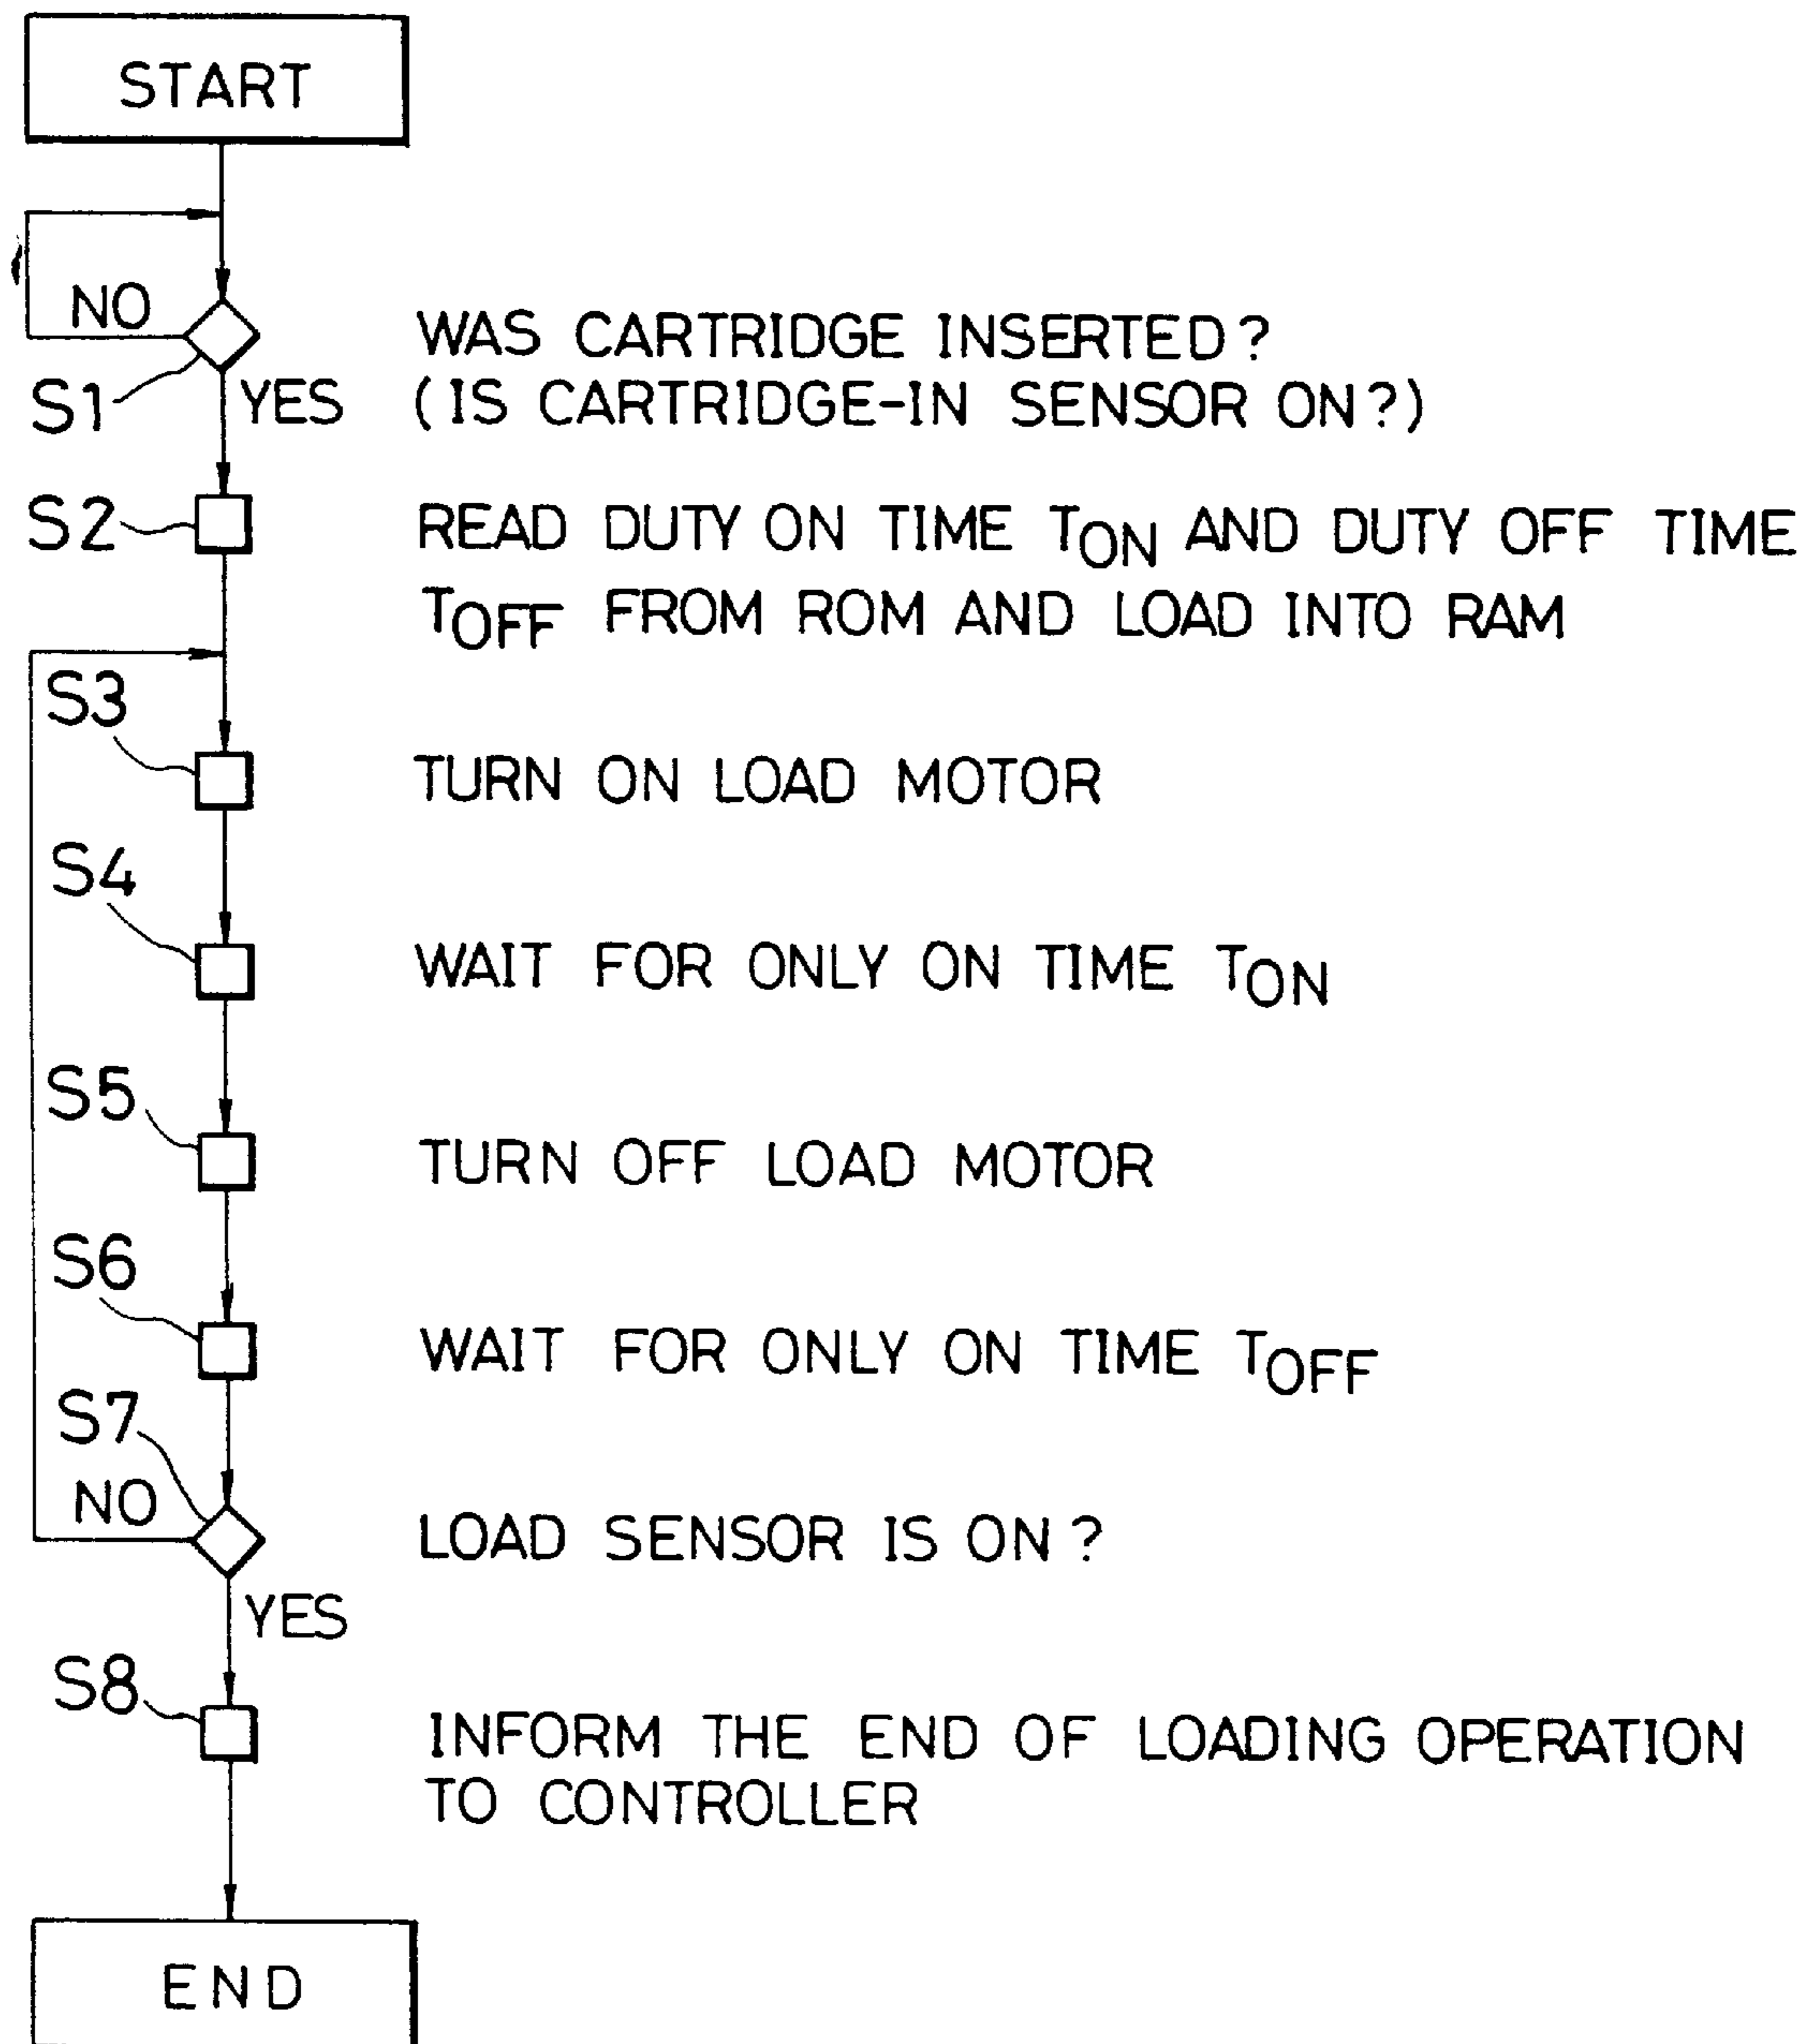 START
NO
WAS CARTRIDGE INSERTED?
S1
YES
(IS CARTRIDGE-IN SENSOR ON?)
S2
READ DUTY ON TIME TON AND DUTY OFF TIME
TOFF FROM ROM AND LOAD INTO RAM
S3
TURN ON LOAD MOTOR
S4
WAIT FOR ONLY ON TIME TON
S5
TURN OFF LOAD MOTOR
S6
WAIT FOR ONLY ON TIME TOFF
S7
NO
LOAD SENSOR IS ON?
YES
S8
INFORM THE END OF LOADING OPERATION
TO CONTROLLER
END